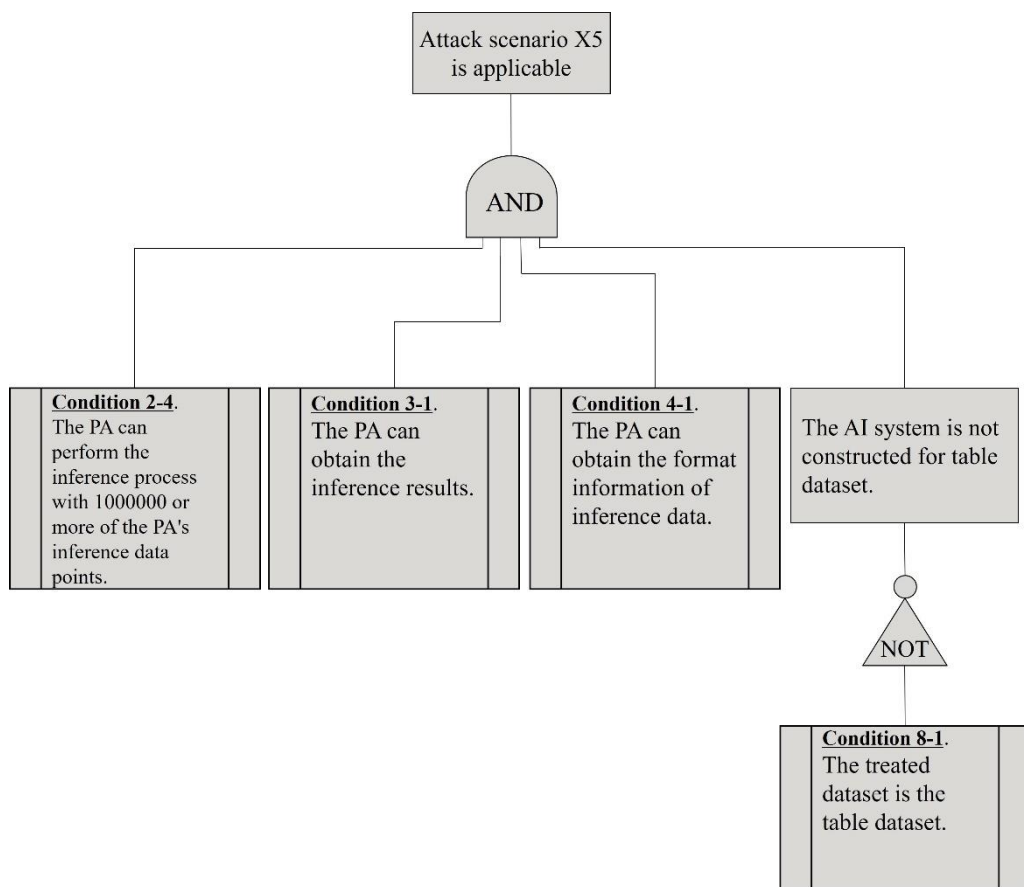 Attack scenario X5
is applicable
AND
Condition 2-4.
The PA can
perform the
inference process
with 1000000 or
more of the PA's
inference data
points.
Condition 3-1.
The PA can
obtain the
inference results.
Condition 4-1.
The PA can
obtain the format
information of
inference data.
The AI system is not
constructed for table
dataset.
NOT
Condition 8-1.
The treated
dataset is the
table dataset.